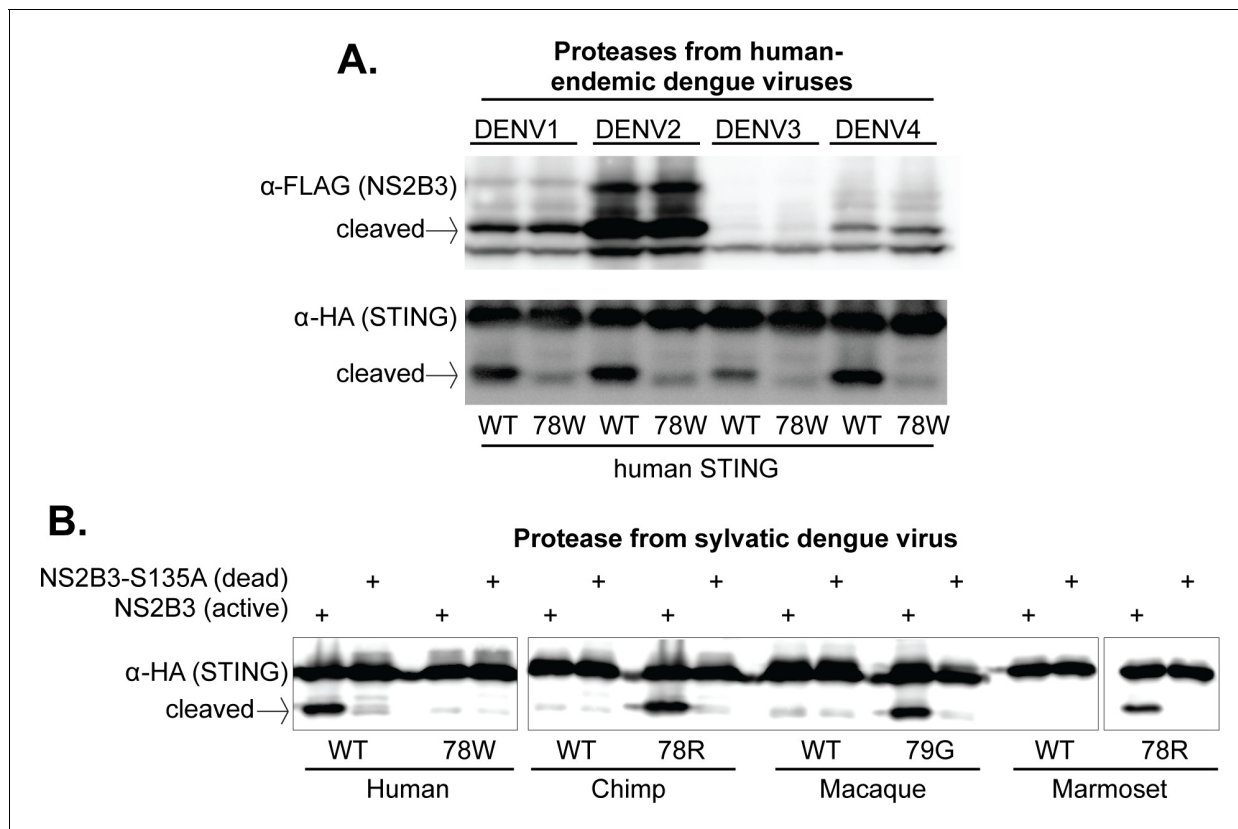 A.
Proteases from human-
endemic dengue viruses
DENV1 DENV2 DENV3 DENV4
α-FLAG (NS2B3)
cleaved
α-HA (STING)
cleaved
WT 78W WT 78W WT 78W WT 78W
human STING
B.
Protease from sylvatic dengue virus
NS2B3-S135A (dead) + + + + + + + +
NS2B3 (active) + + + + + + + +
α-HA (STING)
cleaved
WT 78W WT 78R WT 79G WT 78R
Human Chimp Macaque Marmoset